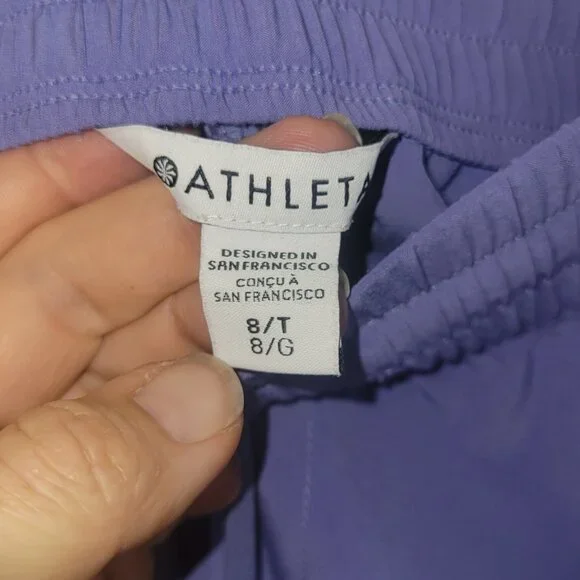 ATHLETA
DESIGNED IN
SAN FRANCISCO
CONÇU À
SAN FRANCISCO
8/T
8/G